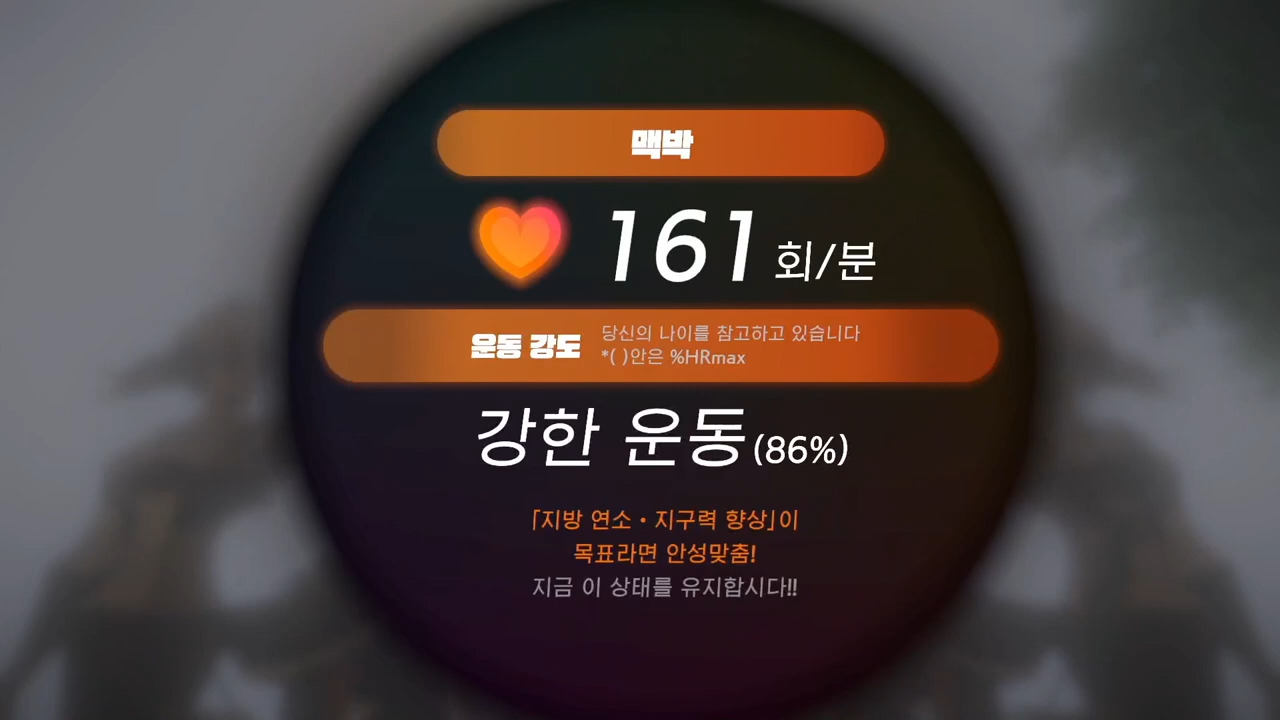 맥박
161 회/분
운동 강도
당신의 나이를 참고하고 있습니다
*( )안은 %HRmax
강한 운동(86%)
「지방 연소・지구력 향상」이
목표라면 안성맞춤!
지금 이 상태를 유지합시다!!